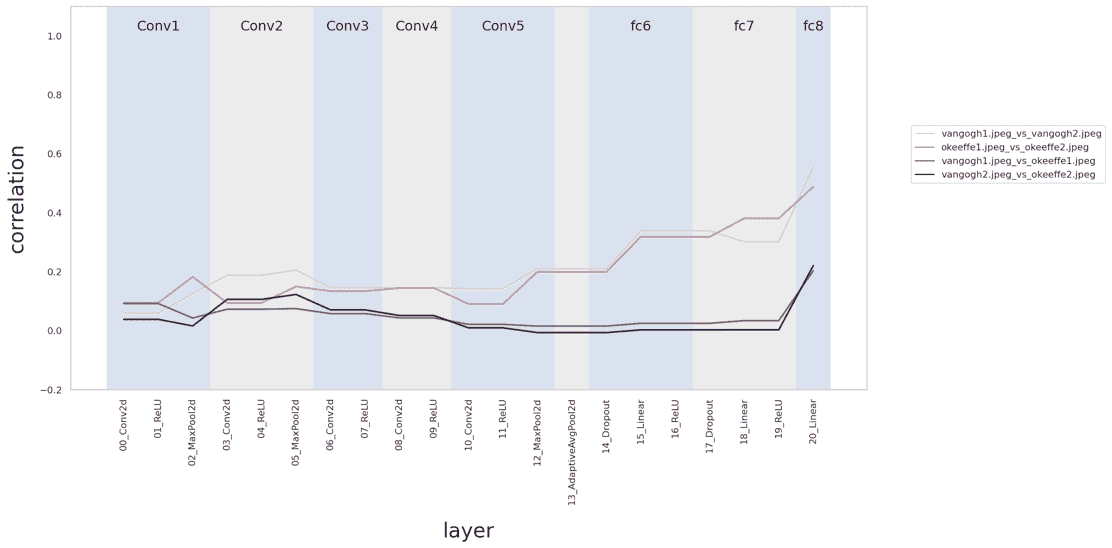 Conv1 Conv2 Conv3 Conv4 Conv5 fc6 fc7 fc8
1.0
0.8
0.6
0.4
0.2
0.0
−0.2
correlation
vangogh1.jpeg_vs_vangogh2.jpeg
okeeffe1.jpeg_vs_okeeffe2.jpeg
vangogh1.jpeg_vs_okeeffe1.jpeg
vangogh2.jpeg_vs_okeeffe2.jpeg
00_Conv2d
01_ReLU
02_MaxPool2d
03_Conv2d
04_ReLU
05_MaxPool2d
06_Conv2d
07_ReLU
08_Conv2d
09_ReLU
10_Conv2d
11_ReLU
12_MaxPool2d
13_AdaptiveAvgPool2d
14_Dropout
15_Linear
16_ReLU
17_Dropout
18_Linear
19_ReLU
20_Linear
layer